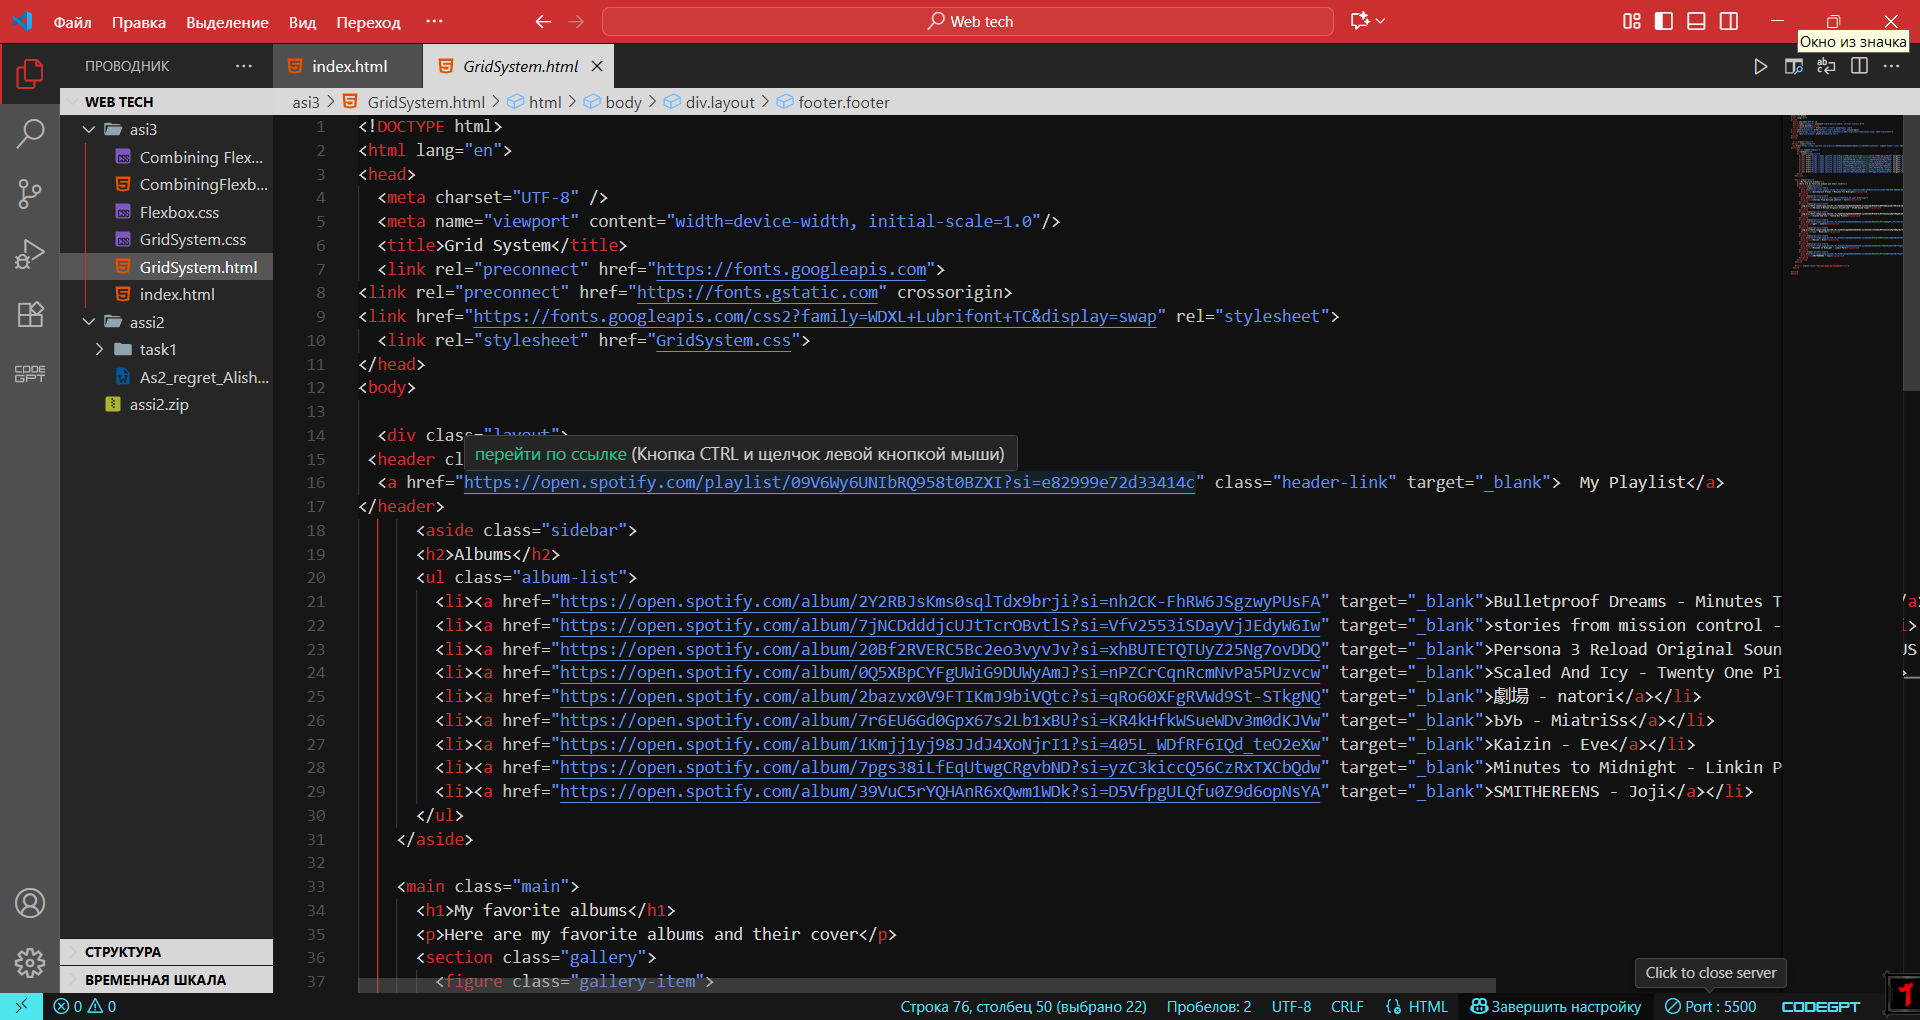 Файл Правка Выделение Вид Переход ··· Web tech
Окно из значка
ПРОВОДНИК ··· index.html GridSystem.html
WEB TECH asi3 > GridSystem.html > html > body > div.layout > footer.footer
asi3
Combining Flex...
CombiningFlexb...
Flexbox.css
GridSystem.css
GridSystem.html
index.html
assi2
task1
As2_regret_Alish...
assi2.zip
СТРУКТУРА
ВРЕМЕННАЯ ШКАЛА
CODE GPT
1 <!DOCTYPE html>
2 <html lang="en">
3 <head>
4 <meta charset="UTF-8" />
5 <meta name="viewport" content="width=device-width, initial-scale=1.0"/>
6 <title>Grid System</title>
7 <link rel="preconnect" href="https://fonts.googleapis.com">
8 <link rel="preconnect" href="https://fonts.gstatic.com" crossorigin>
9 <link href="https://fonts.googleapis.com/css2?family=WDXL+Lubrifont+TC&display=swap" rel="stylesheet">
10 <link rel="stylesheet" href="GridSystem.css">
11 </head>
12 <body>
13
14 <div class="layout">
перейти по ссылке (Кнопка CTRL и щелчок левой кнопкой мыши)
15 <header cl
16 <a href="https://open.spotify.com/playlist/09V6Wy6UNIbRQ958t0BZXI?si=e82999e72d33414c" class="header-link" target="_blank"> My Playlist</a>
17 </header>
18 <aside class="sidebar">
19 <h2>Albums</h2>
20 <ul class="album-list">
21 <li><a href="https://open.spotify.com/album/2Y2RBJsKms0sqlTdx9brji?si=nh2CK-FhRW6JSgzwyPUsFA" target="_blank">Bulletproof Dreams - Minutes T
22 <li><a href="https://open.spotify.com/album/7jNCDdddjcUJtTcrOBvtlS?si=Vfv2553iSDayVjJEdyW6Iw" target="_blank">stories from mission control -
23 <li><a href="https://open.spotify.com/album/20Bf2RVERC5Bc2eo3vyvJv?si=xhBUTETQTUyZ25Ng7ovDDQ" target="_blank">Persona 3 Reload Original Soun
24 <li><a href="https://open.spotify.com/album/0Q5XBpCYFgUWiG9DUWyAmJ?si=nPZCrCqnRcmNvPa5PUzvcw" target="_blank">Scaled And Icy - Twenty One Pi
25 <li><a href="https://open.spotify.com/album/2bazvx0V9FTIKmJ9biVQtc?si=qRo60XFgRVWd9St-STkgNQ" target="_blank">劇場 - natori</a></li>
26 <li><a href="https://open.spotify.com/album/7r6EU6Gd0Gpx67s2Lb1xBU?si=KR4kHfkWSueWDv3m0dKJVw" target="_blank">ЬУЬ - MiatriSs</a></li>
27 <li><a href="https://open.spotify.com/album/1Kmjj1yj98JJdJ4XoNjrI1?si=405L_WDfRF6IQd_teO2eXw" target="_blank">Kaizin - Eve</a></li>
28 <li><a href="https://open.spotify.com/album/7pgs38iLfEqUtwgCRgvbND?si=yzC3kiccQ56CzRxTXCbQdw" target="_blank">Minutes to Midnight - Linkin P
29 <li><a href="https://open.spotify.com/album/39VuC5rYQHAnR6xQwm1WDk?si=D5VfpgULQfu0Z9d6opNsYA" target="_blank">SMITHEREENS - Joji</a></li>
30 </ul>
31 </aside>
32
33 <main class="main">
34 <h1>My favorite albums</h1>
35 <p>Here are my favorite albums and their cover</p>
36 <section class="gallery">
37 <figure class="gallery-item">
Click to close server
0 0 Строка 76, столбец 50 (выбрано 22) Пробелов: 2 UTF-8 CRLF {} HTML Завершить настройку Port : 5500 CODEGPT